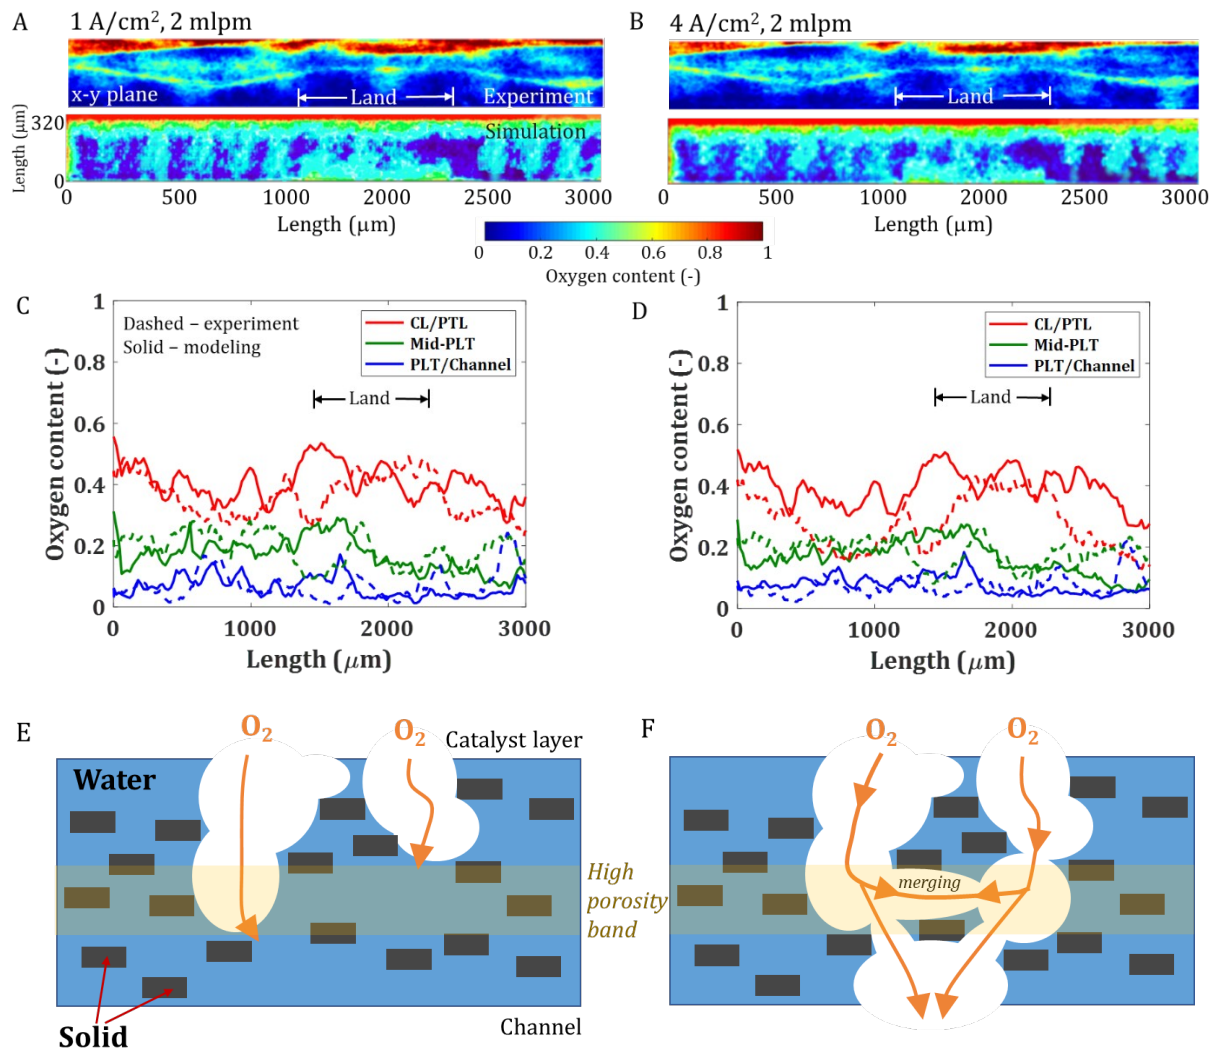 A
1 A/cm², 2 mlpm
B
4 A/cm², 2 mlpm
x-y plane
Land
Experiment
Land
Length (μm)
320
0
Simulation
0
500
1000
1500
2000
2500
3000
Length (μm)
0
500
1000
1500
2000
2500
3000
Length (μm)
0
0.2
0.4
0.6
0.8
1
Oxygen content (-)
C
Oxygen content (-)
1
0.8
0.6
0.4
0.2
0
Dashed – experiment
Solid – modeling
CL/PTL
Mid-PLT
PLT/Channel
Land
0
1000
2000
3000
Length (μm)
D
Oxygen content (-)
1
0.8
0.6
0.4
0.2
0
CL/PTL
Mid-PLT
PLT/Channel
Land
0
1000
2000
3000
Length (μm)
E
O₂
O₂
Catalyst layer
Water
High
porosity
band
Solid
Channel
F
O₂
O₂
merging